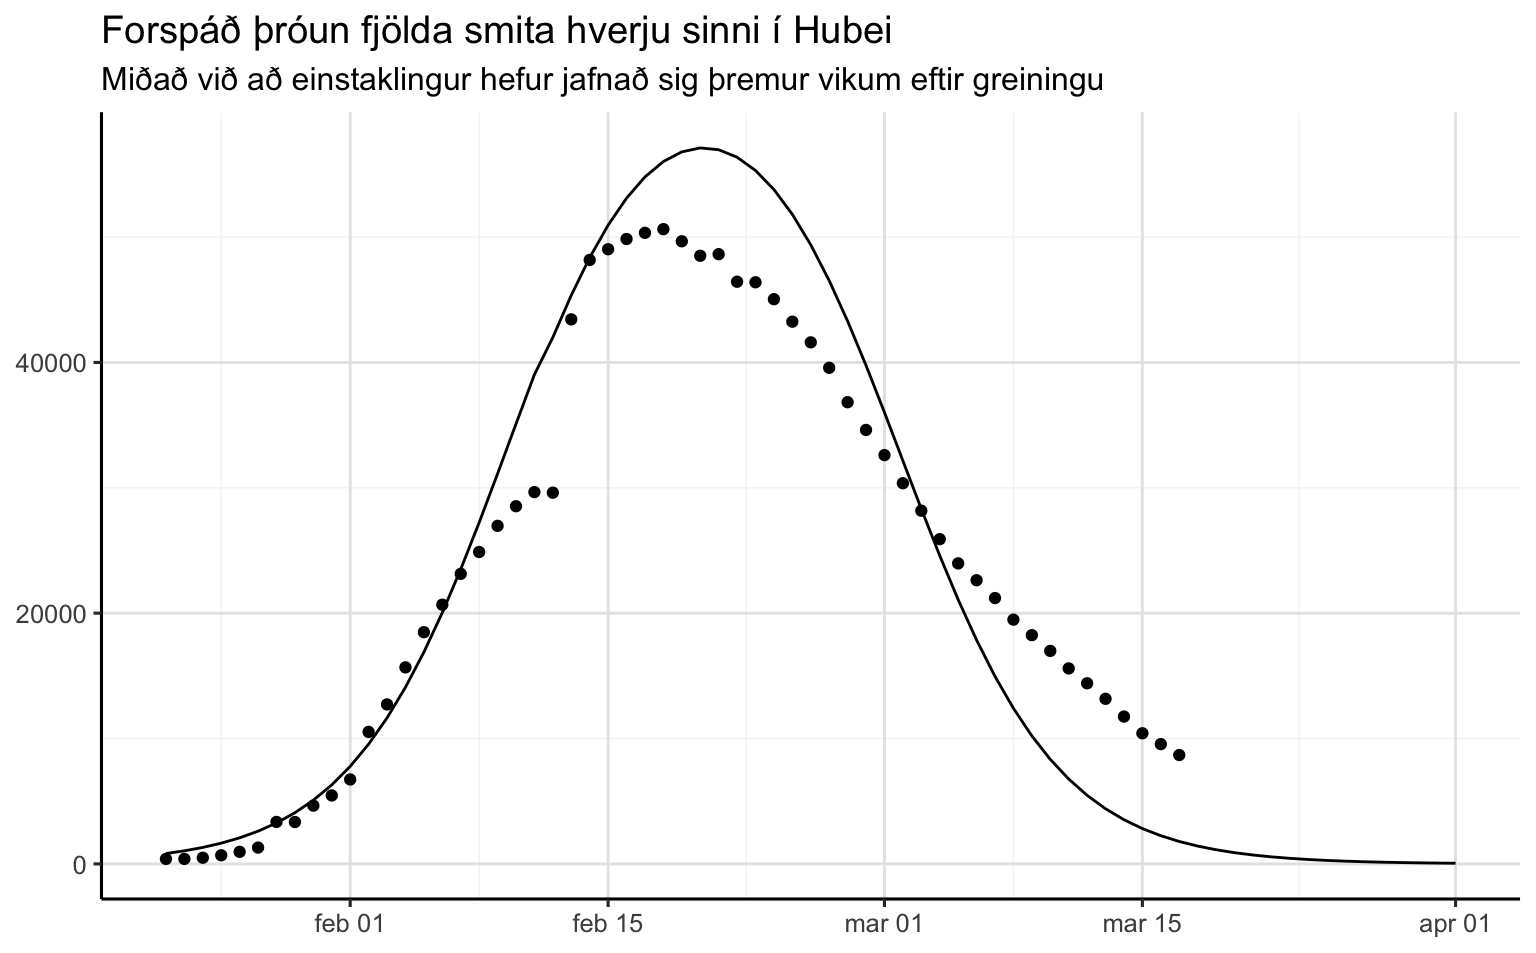 Forspáð þróun fjölda smita hverju sinni í Hubei
Miðað við að einstaklingur hefur jafnað sig þremur vikum eftir greiningu
40000
20000
0
feb 01 feb 15 mar 01 mar 15 apr 01